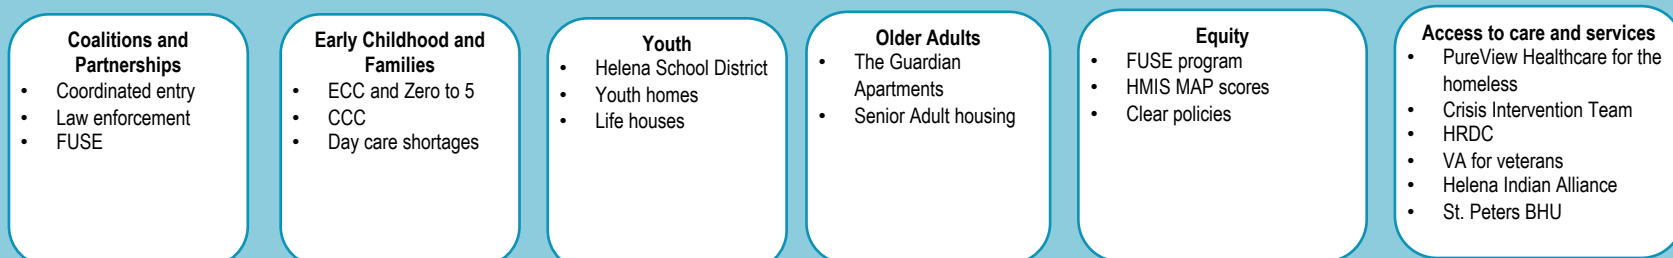 Coalitions and
Partnerships
• Coordinated entry
• Law enforcement
• FUSE
Early Childhood and
Families
• ECC and Zero to 5
• CCC
• Day care shortages
Youth
• Helena School District
• Youth homes
• Life houses
Older Adults
• The Guardian
Apartments
• Senior Adult housing
Equity
• FUSE program
• HMIS MAP scores
• Clear policies
Access to care and services
• PureView Healthcare for the
homeless
• Crisis Intervention Team
• HRDC
• VA for veterans
• Helena Indian Alliance
• St. Peters BHU